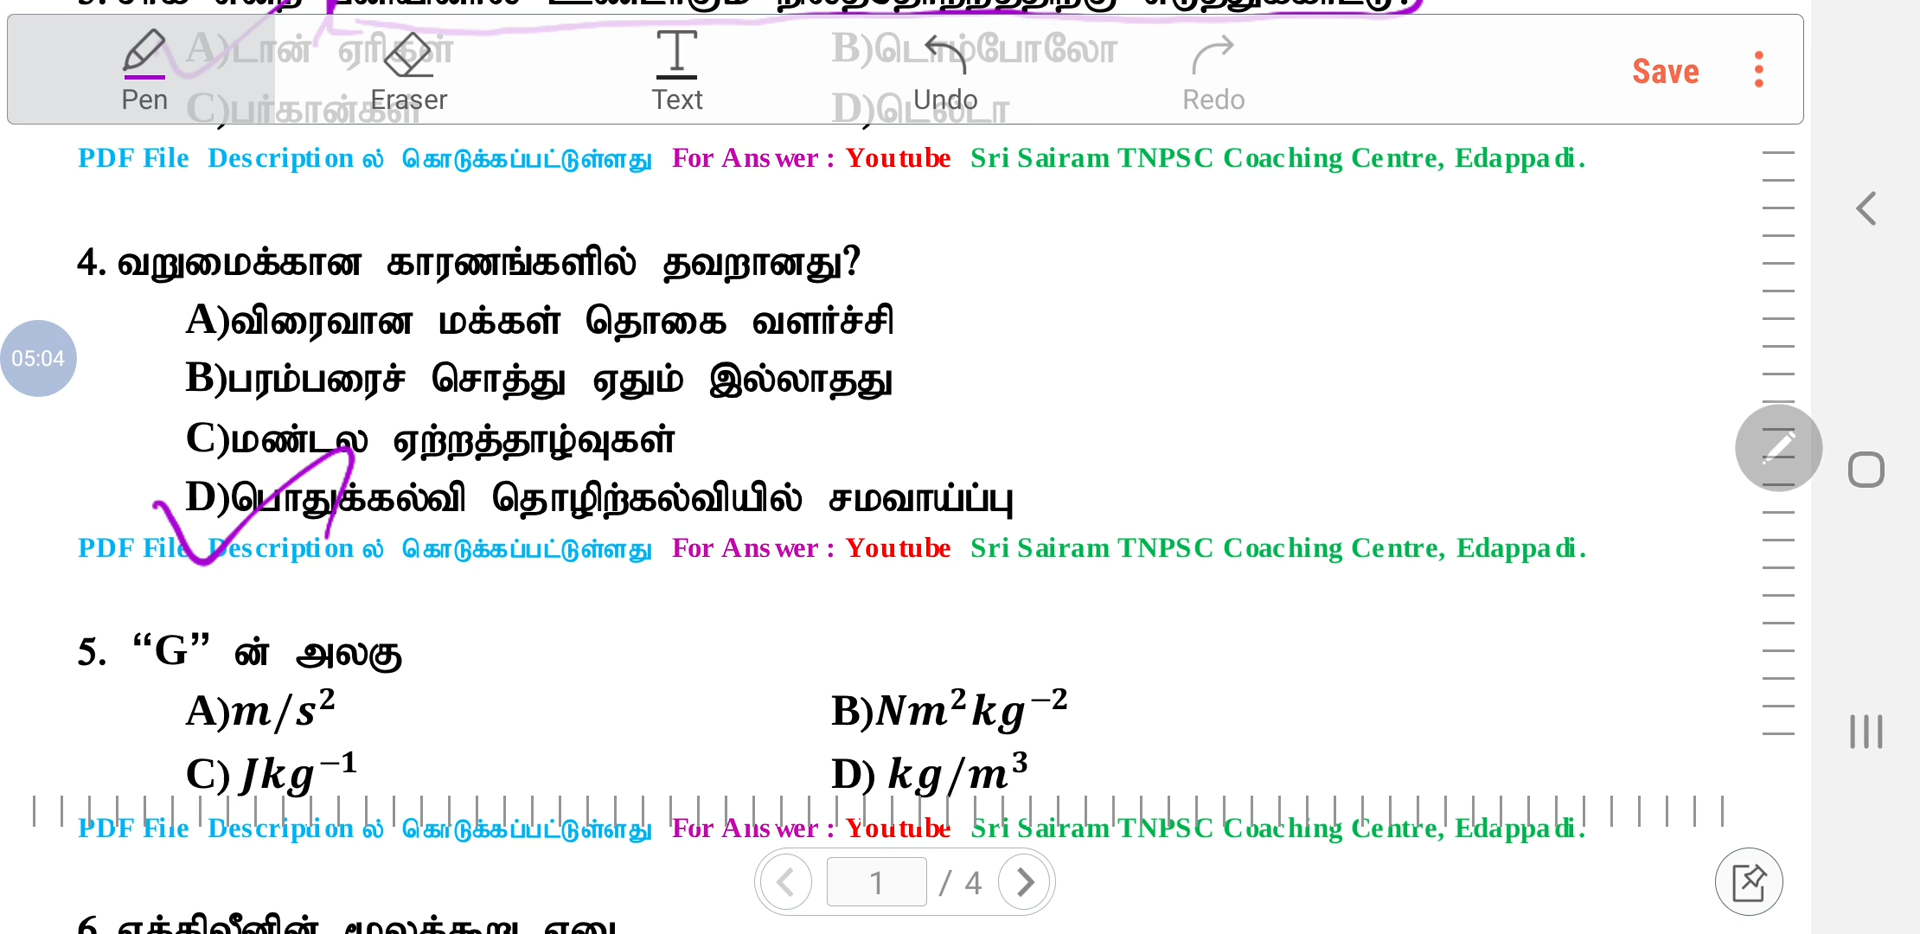 A)டான் ஏரிகள் B)டொம்போலோ
C)பர்கான்கள் D)டெல்டா
Pen Eraser Text Undo Redo Save
PDF File Description ல் கொடுக்கப்பட்டுள்ளது For Answer : Youtube Sri Sairam TNPSC Coaching Centre, Edappadi.
4. வறுமைக்கான காரணங்களில் தவறானது?
A)விரைவான மக்கள் தொகை வளர்ச்சி
05:04
B)பரம்பரைச் சொத்து ஏதும் இல்லாதது
C)மண்டல ஏற்றத்தாழ்வுகள்
D)பொதுக்கல்வி தொழிற்கல்வியில் சமவாய்ப்பு
PDF File Description ல் கொடுக்கப்பட்டுள்ளது For Answer : Youtube Sri Sairam TNPSC Coaching Centre, Edappadi.
5. “G” ன் அலகு
A)m/s² B)Nm²kg⁻²
C) Jkg⁻¹ D) kg/m³
PDF File Description ல் கொடுக்கப்பட்டுள்ளது For Answer : Youtube Sri Sairam TNPSC Coaching Centre, Edappadi.
1 / 4